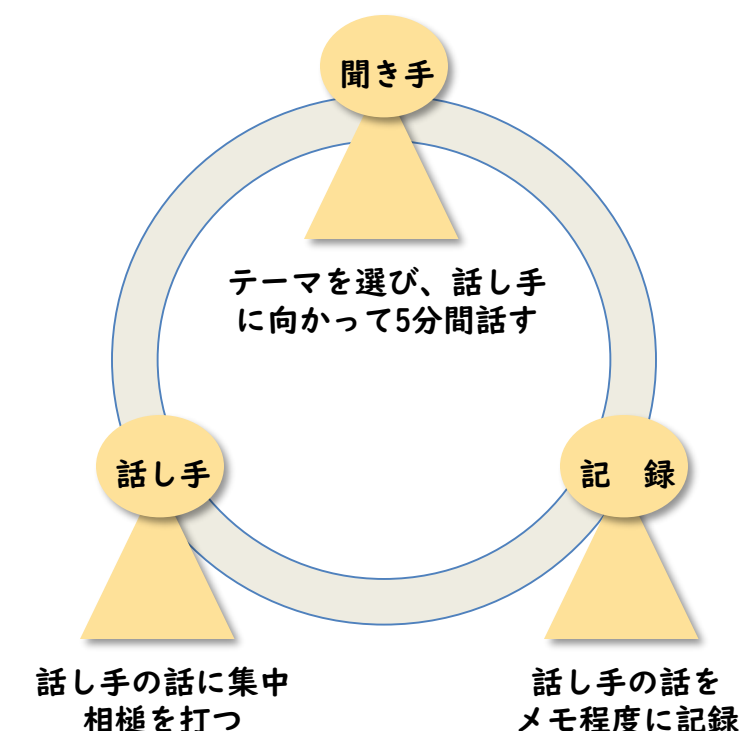 聞き手
テーマを選び、話し手
に向かって5分間話す
話し手
記　録
話し手の話に集中
相槌を打つ
話し手の話を
メモ程度に記録